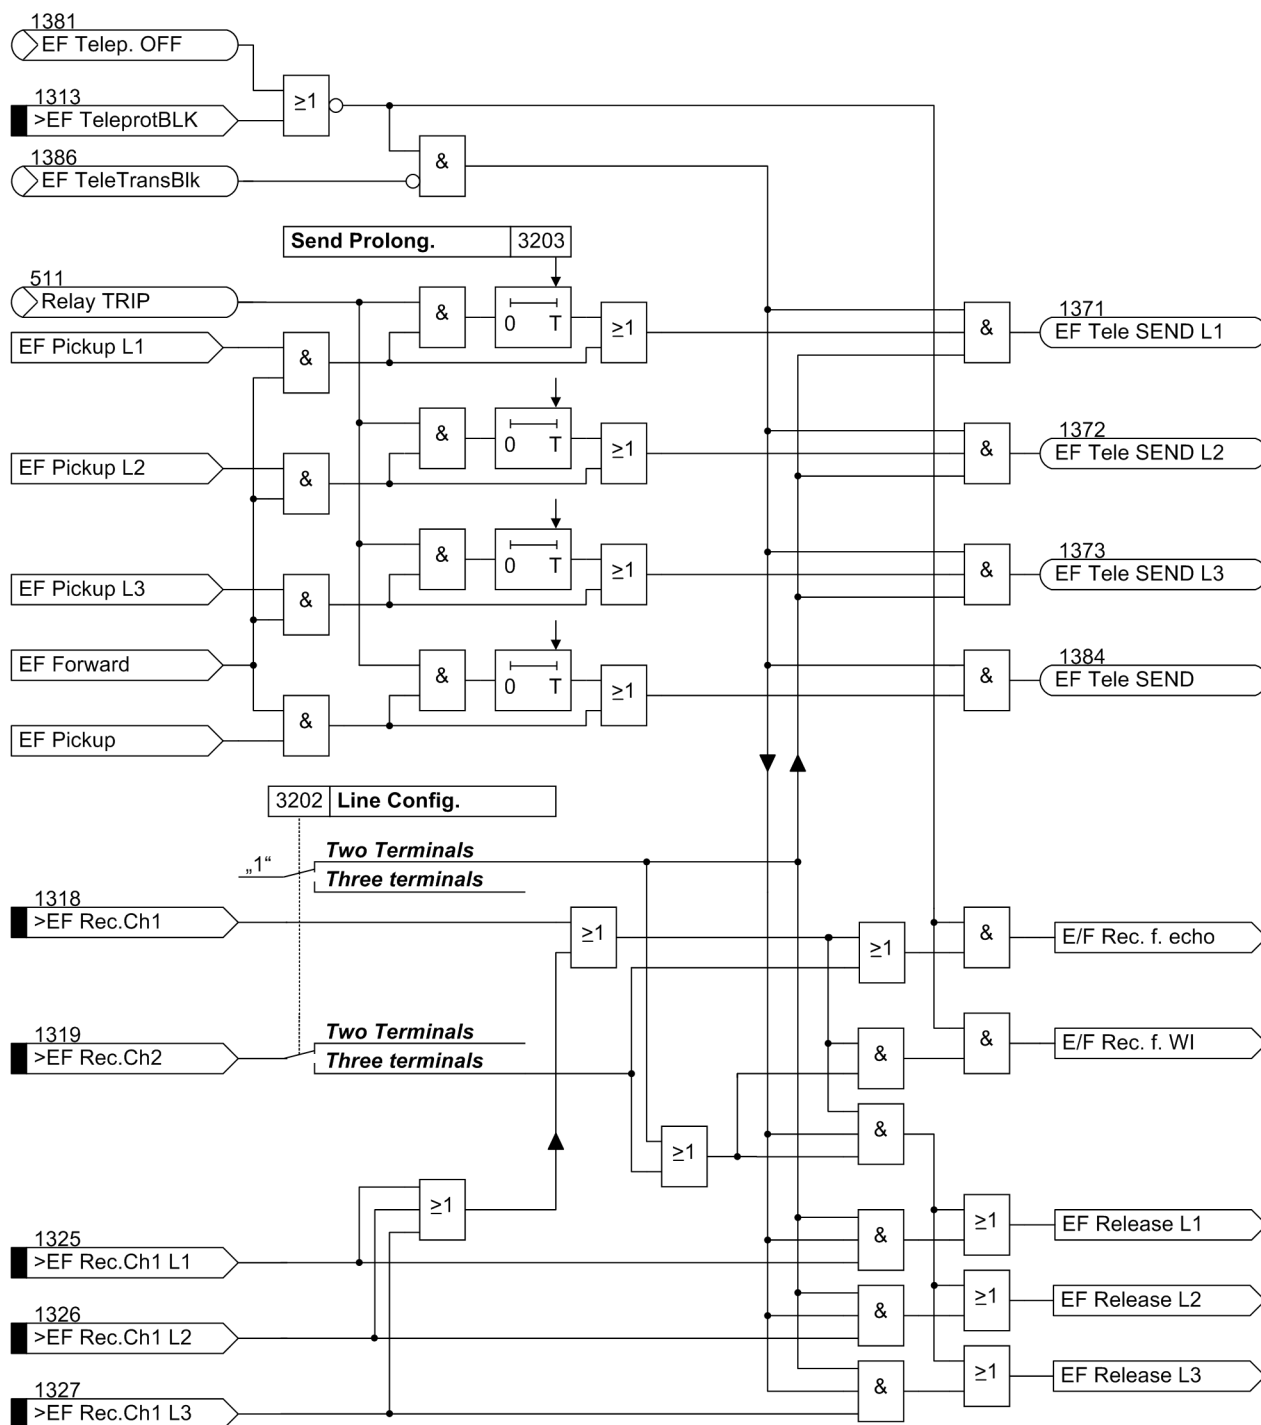 1381
EF Telep. OFF
≥1
1313
>EF TeleprotBLK
1386
EF TeleTransBlk
&
Send Prolong. 3203
511
Relay TRIP
&
0 T
≥1
&
1371
EF Tele SEND L1
EF Pickup L1
&
&
0 T
≥1
&
1372
EF Tele SEND L2
EF Pickup L2
&
&
0 T
≥1
&
1373
EF Tele SEND L3
EF Pickup L3
&
EF Forward
&
0 T
≥1
&
1384
EF Tele SEND
EF Pickup
&
3202 Line Config.
Two Terminals
„1“
Three terminals
1318
>EF Rec.Ch1
≥1
≥1
&
E/F Rec. f. echo
1319
>EF Rec.Ch2
Two Terminals
Three terminals
&
&
E/F Rec. f. WI
≥1
&
≥1
≥1
EF Release L1
1325
>EF Rec.Ch1 L1
&
≥1
EF Release L2
1326
>EF Rec.Ch1 L2
&
≥1
EF Release L3
1327
>EF Rec.Ch1 L3
&